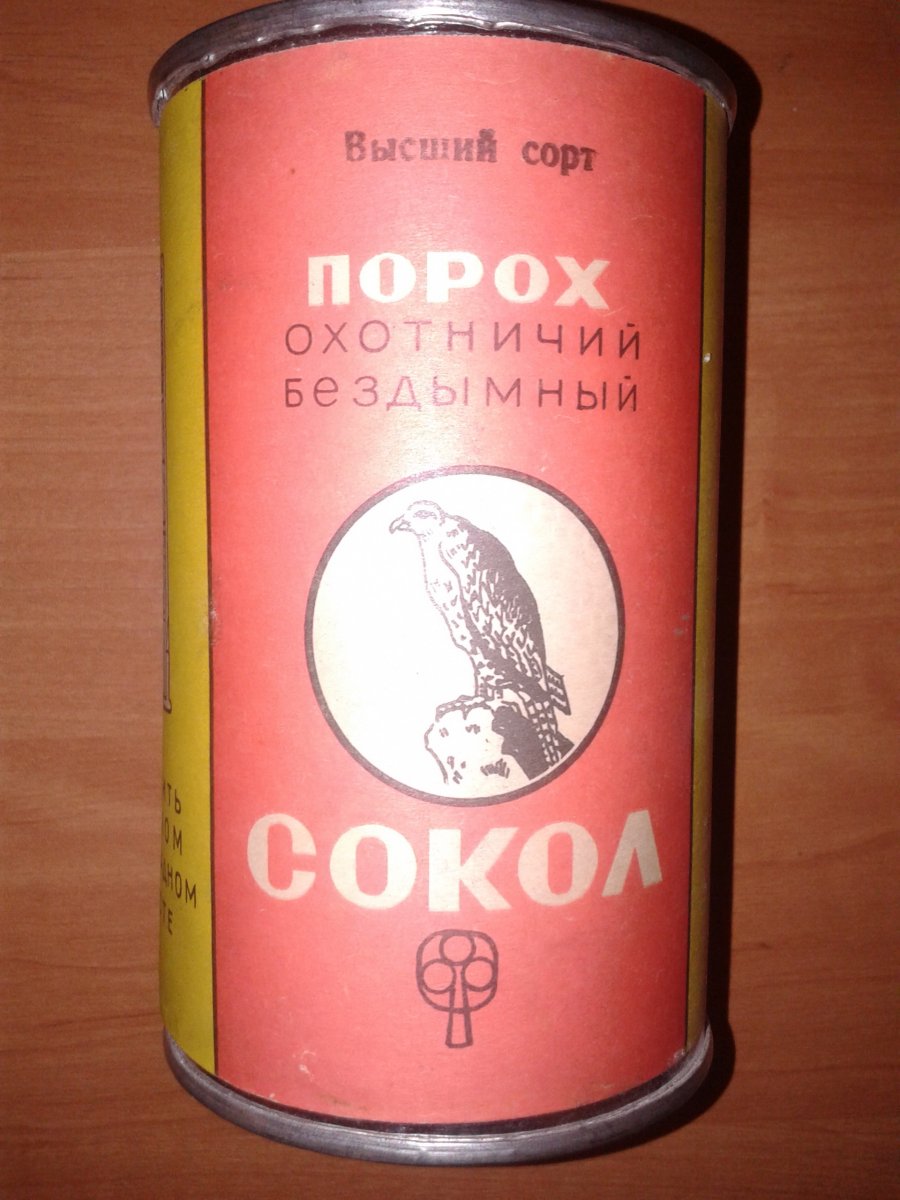 Высший сорт
ПОРОХ
ОХОТНИЧИЙ
БЕЗДЫМНЫЙ
СОКОЛ